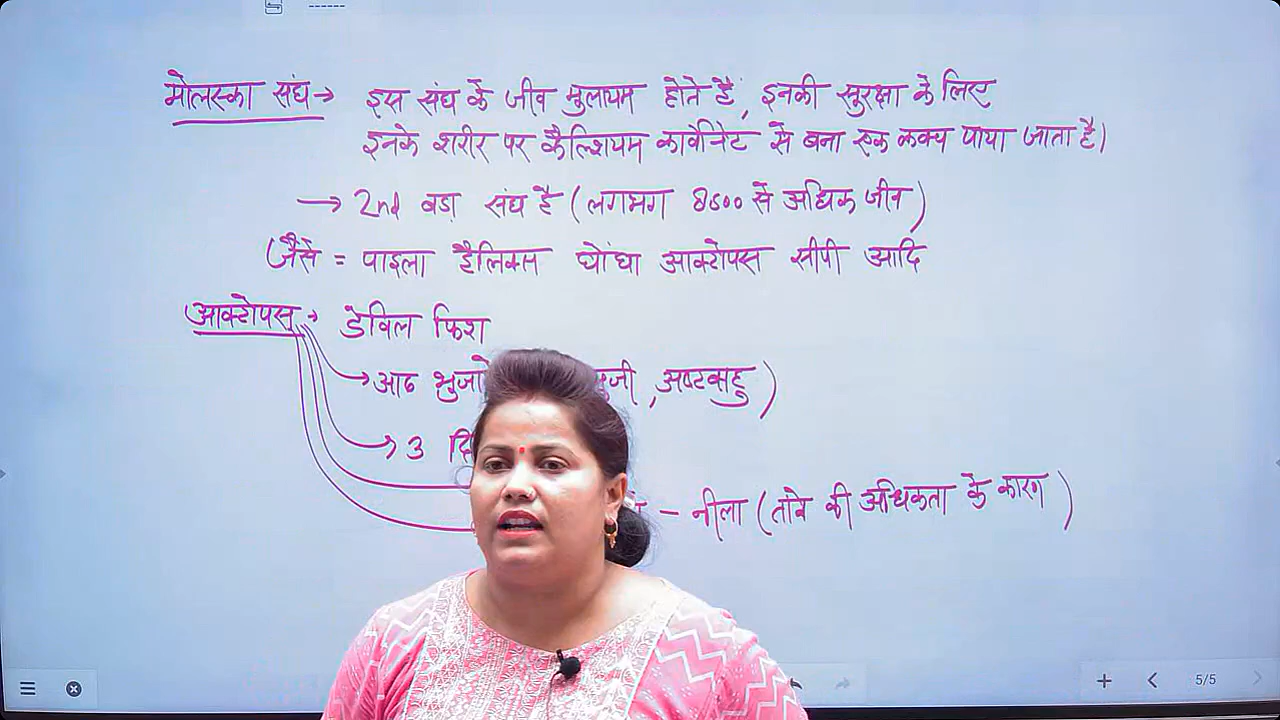 मोलस्का संघ→ इस संघ के जीव मुलायम होते हैं, इनकी सुरक्षा के लिए
इनके शरीर पर कैल्शियम कार्बोनेट से बना एक कवच पाया जाता है।
→ 2nd बड़ा संघ है (लगभग 8500 से अधिक जीव)
जैसे = पाइला हैलिक्स घोंघा आक्टोपस सीपी आदि
आक्टोपस → डेविल फिश
→ आठ भुजा , अष्टबाहु )
→ 3
– नीला (तांबे की अधिकता के कारण )
5/5